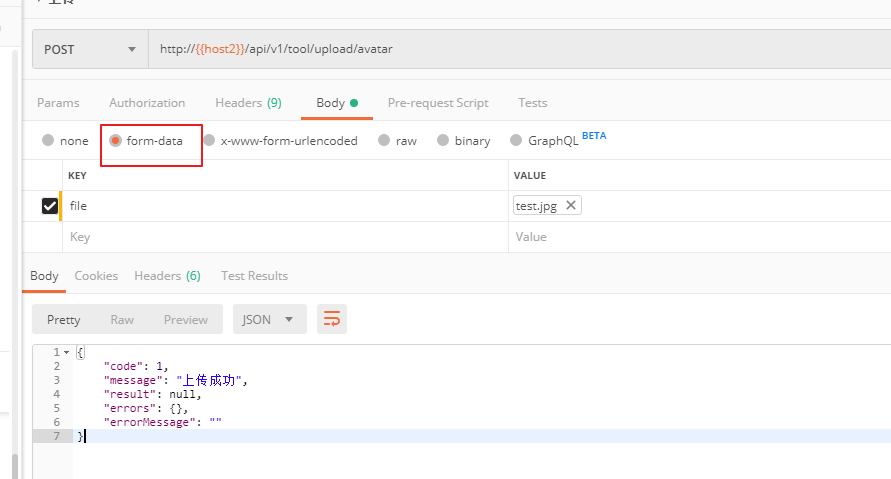 POST http://{{host2}}/api/v1/tool/upload/avatar
Params Authorization Headers (9) Body Pre-request Script Tests
none form-data x-www-form-urlencoded raw binary GraphQL BETA
KEY VALUE
file test.jpg
Key Value
Body Cookies Headers (6) Test Results
Pretty Raw Preview JSON
1 {
2 "code": 1,
3 "message": "上传成功",
4 "result": null,
5 "errors": {},
6 "errorMessage": ""
7 }